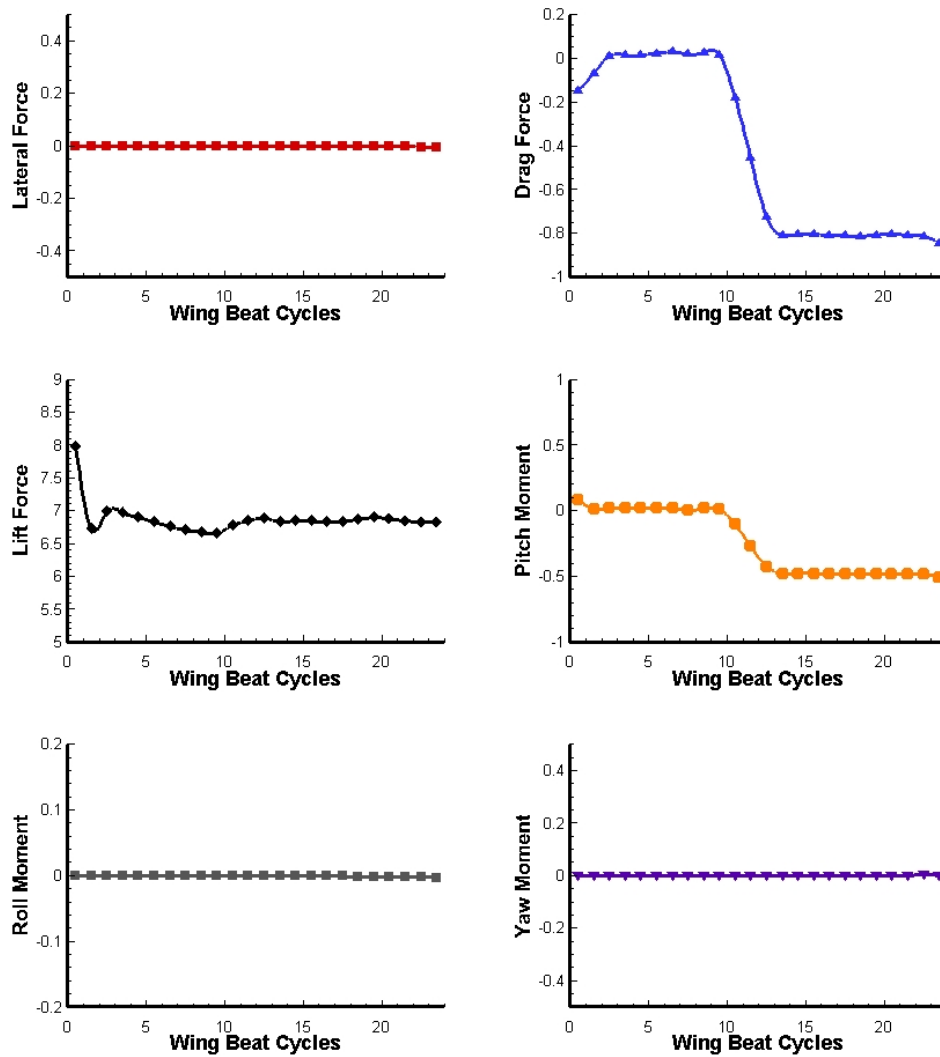 Lateral Force
0.4
0.2
0
-0.2
-0.4
0 5 10 15 20
Wing Beat Cycles
Drag Force
0.2
0
-0.2
-0.4
-0.6
-0.8
-1
0 5 10 15 20
Wing Beat Cycles
Lift Force
9
8.5
8
7.5
7
6.5
6
5.5
5
0 5 10 15 20
Wing Beat Cycles
Pitch Moment
1
0.5
0
-0.5
-1
0 5 10 15 20
Wing Beat Cycles
Roll Moment
0.2
0.1
0
-0.1
-0.2
0 5 10 15 20
Wing Beat Cycles
Yaw Moment
0.4
0.2
0
-0.2
-0.4
0 5 10 15 20
Wing Beat Cycles